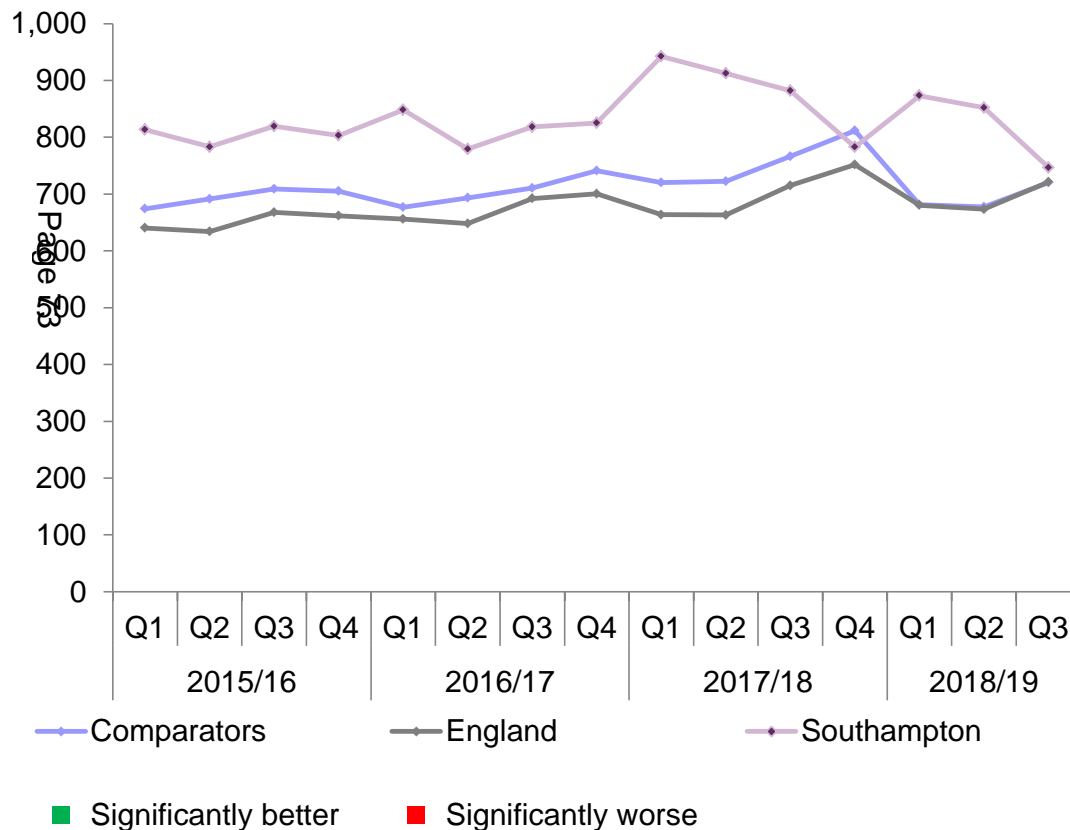 1,000
900
800
700
600
500
400
300
200
100
0
Page 73
Q1 Q2 Q3 Q4 Q1 Q2 Q3 Q4 Q1 Q2 Q3 Q4 Q1 Q2 Q3
2015/16 2016/17 2017/18 2018/19
Comparators England Southampton
Significantly better Significantly worse